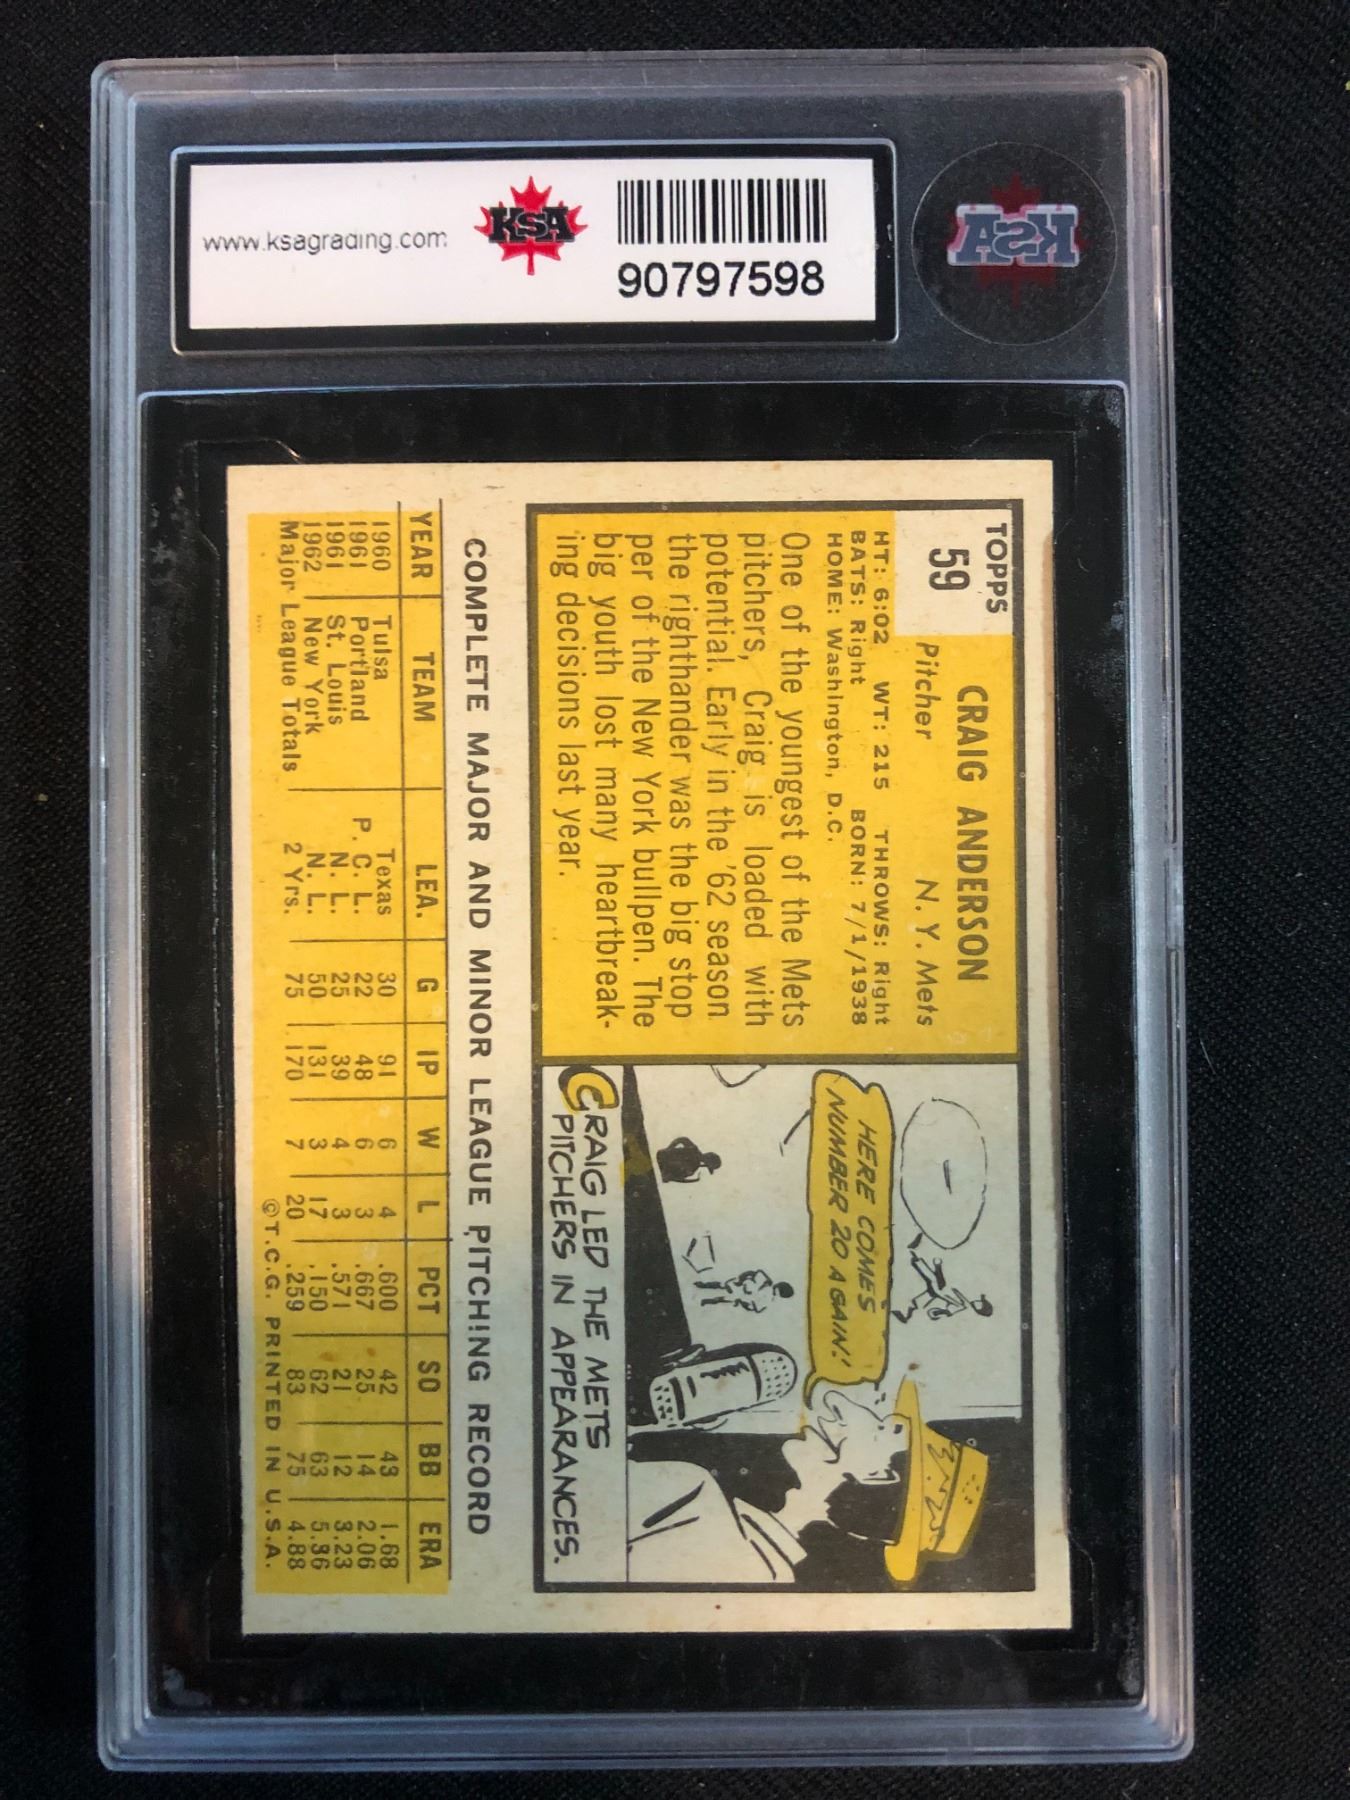 www.ksagrading.com
KSA
90797598
KSA
TOPPS
59
CRAIG ANDERSON
Pitcher N. Y. Mets
HT: 6:02 WT: 215 THROWS: Right
BATS: Right BORN: 7/1/1938
HOME: Washington, D.C.
One of the youngest of the Mets
pitchers, Craig is loaded with
potential. Early in the '62 season
the righthander was the big stop
per of the New York bullpen. The
big youth lost many heartbreak-
ing decisions last year.
HERE COMES
NUMBER 20 AGAIN!
CRAIG LED THE METS
PITCHERS IN APPEARANCES.
COMPLETE MAJOR AND MINOR LEAGUE PITCHING RECORD
YEAR TEAM LEA. G IP W L PCT SO BB ERA
1960 Tulsa Texas 30 91 6 4 .600 42 43 1.68
1961 Portland P. C. L. 22 48 6 3 .667 25 14 2.06
1961 St. Louis N. L. 25 39 4 3 .571 21 12 3.23
1962 New York N. L. 50 131 3 17 .150 62 63 5.36
Major League Totals 2 Yrs. 75 170 7 20 .259 83 75 4.88
©T.C.G. PRINTED IN U.S.A.